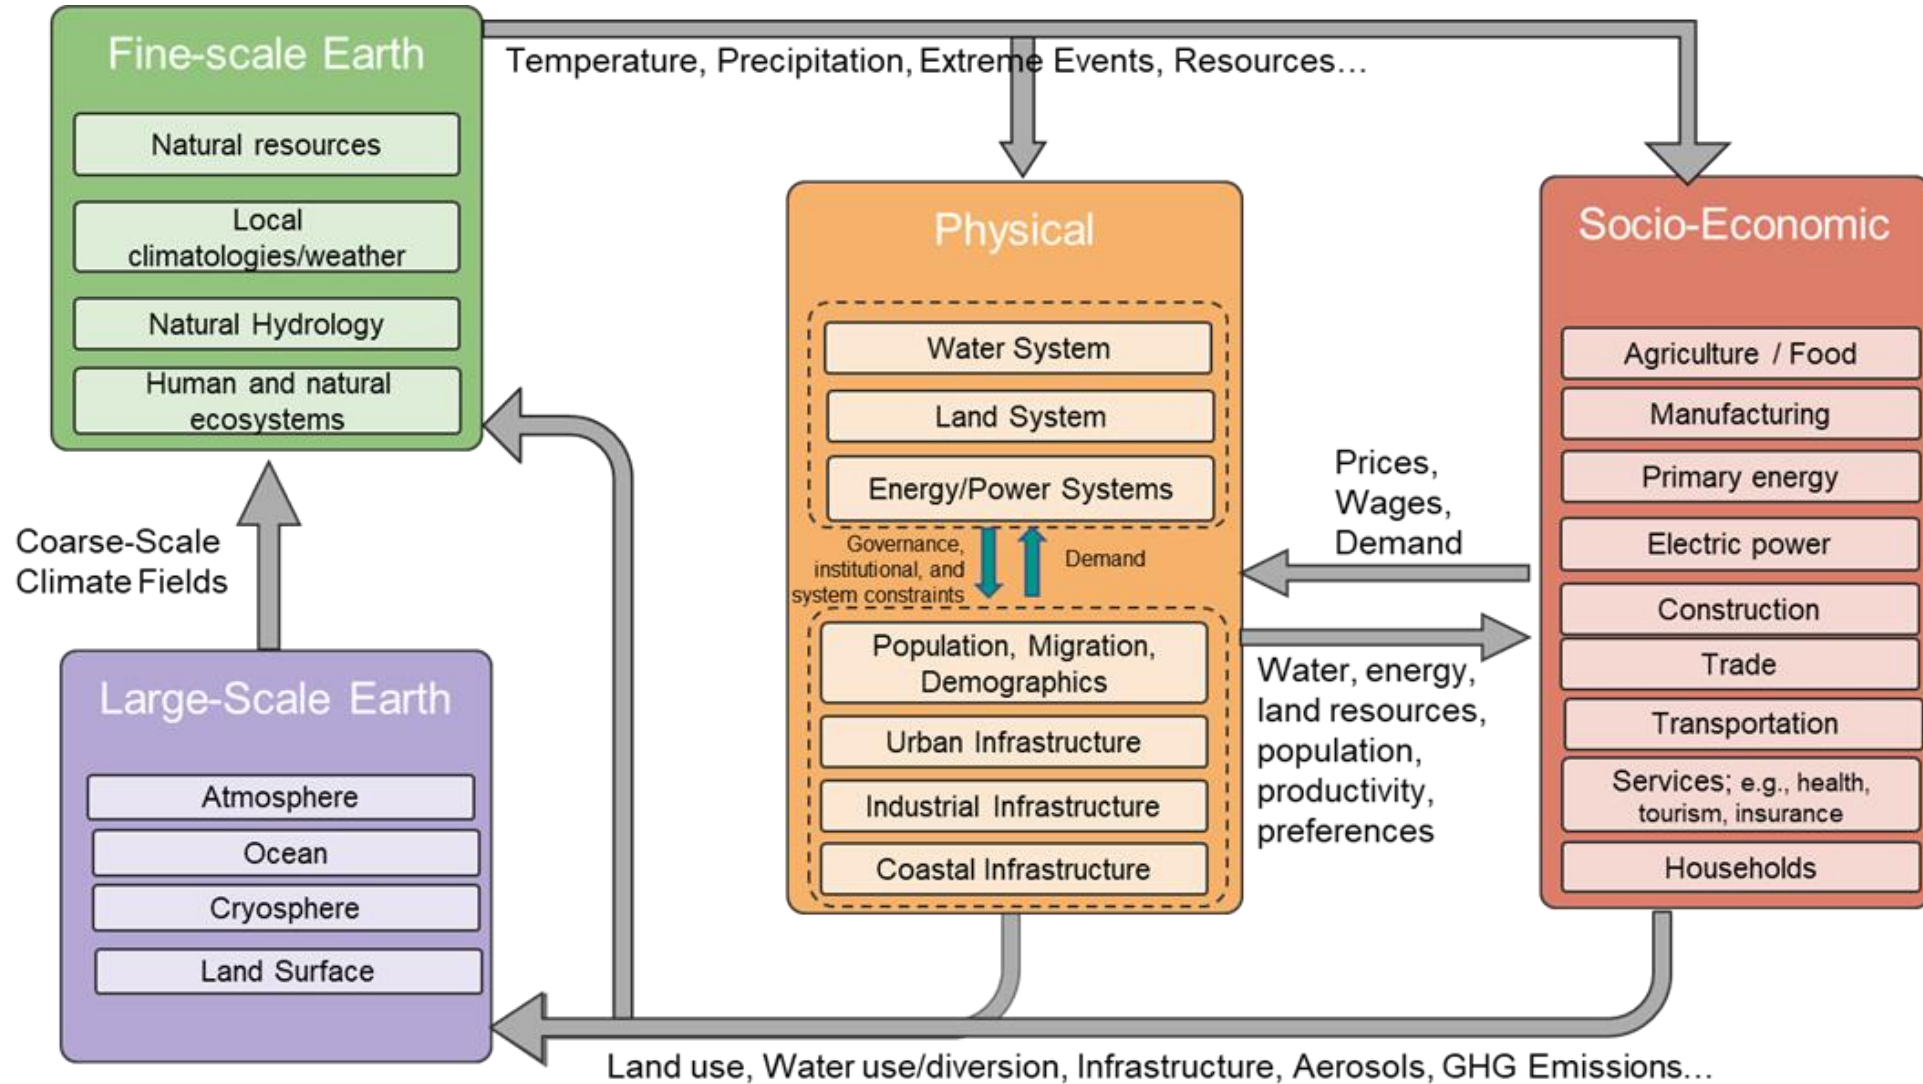 Fine-scale Earth
Natural resources
Local
climatologies/weather
Natural Hydrology
Human and natural
ecosystems
Temperature, Precipitation, Extreme Events, Resources…
Coarse-Scale
Climate Fields
Large-Scale Earth
Atmosphere
Ocean
Cryosphere
Land Surface
Physical
Water System
Land System
Energy/Power Systems
Governance,
institutional, and
system constraints
Demand
Population, Migration,
Demographics
Urban Infrastructure
Industrial Infrastructure
Coastal Infrastructure
Prices,
Wages,
Demand
Water, energy,
land resources,
population,
productivity,
preferences
Socio-Economic
Agriculture / Food
Manufacturing
Primary energy
Electric power
Construction
Trade
Transportation
Services; e.g., health,
tourism, insurance
Households
Land use, Water use/diversion, Infrastructure, Aerosols, GHG Emissions…